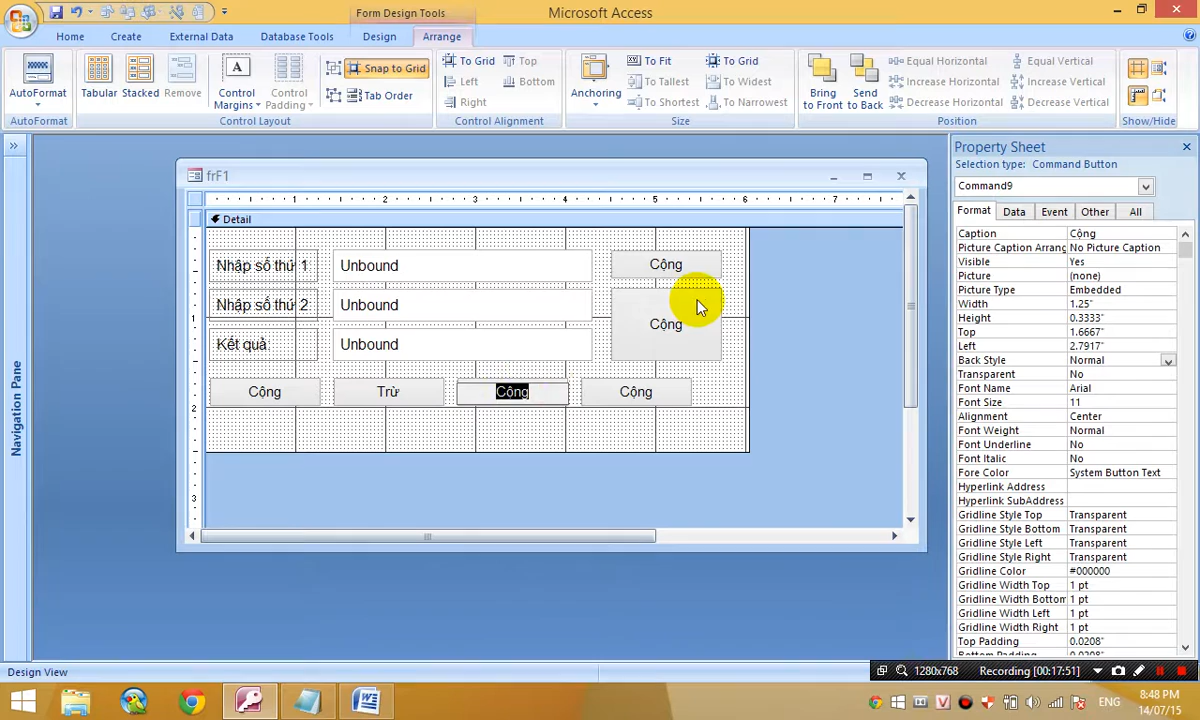 Form Design Tools
Microsoft Access
Home
Create
External Data
Database Tools
Design
Arrange
AutoFormat
Tabular
Stacked
Remove
Control Margins
Control Padding
Snap to Grid
Tab Order
To Grid
Top
Left
Bottom
Right
Anchoring
To Fit
To Grid
To Tallest
To Widest
To Shortest
To Narrowest
Bring to Front
Send to Back
Equal Horizontal
Equal Vertical
Increase Horizontal
Increase Vertical
Decrease Horizontal
Decrease Vertical
AutoFormat
Control Layout
Control Alignment
Size
Position
Show/Hide
Navigation Pane
frF1
1 2 3 4 5 6 7
Detail
Nhập số thứ 1
Unbound
Cộng
Nhập số thứ 2
Unbound
Cộng
Kết quả:
Unbound
Cộng
Trừ
Cộng
Cộng
1
2
3
Property Sheet
Selection type: Command Button
Command9
Format Data Event Other All
Caption Cộng
Picture Caption Arrang No Picture Caption
Visible Yes
Picture (none)
Picture Type Embedded
Width 1.25"
Height 0.3333"
Top 1.6667"
Left 2.7917"
Back Style Normal
Transparent No
Font Name Arial
Font Size 11
Alignment Center
Font Weight Normal
Font Underline No
Font Italic No
Fore Color System Button Text
Hyperlink Address
Hyperlink SubAddress
Gridline Style Top Transparent
Gridline Style Bottom Transparent
Gridline Style Left Transparent
Gridline Style Right Transparent
Gridline Color #000000
Gridline Width Top 1 pt
Gridline Width Bottom 1 pt
Gridline Width Left 1 pt
Gridline Width Right 1 pt
Top Padding 0.0208"
Design View
1280x768
Recording [00:17:51]
ENG
8:48 PM
14/07/15